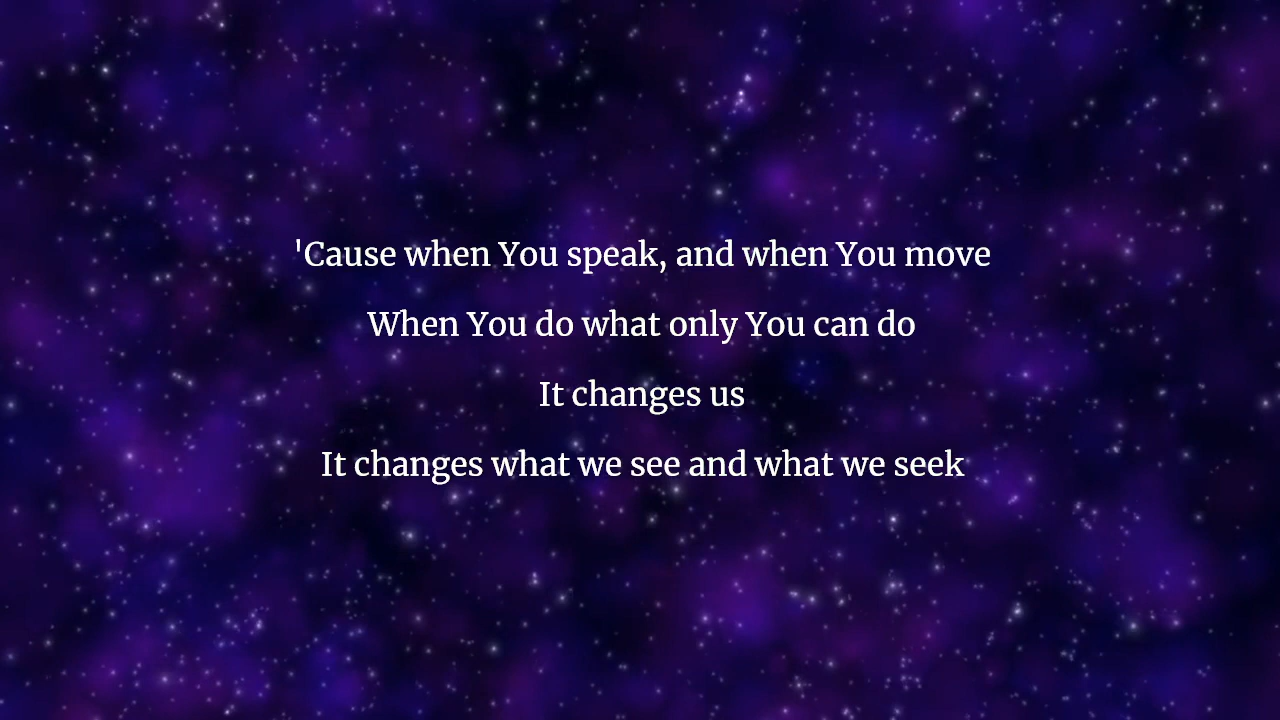 'Cause when You speak, and when You move
When You do what only You can do
It changes us
It changes what we see and what we seek